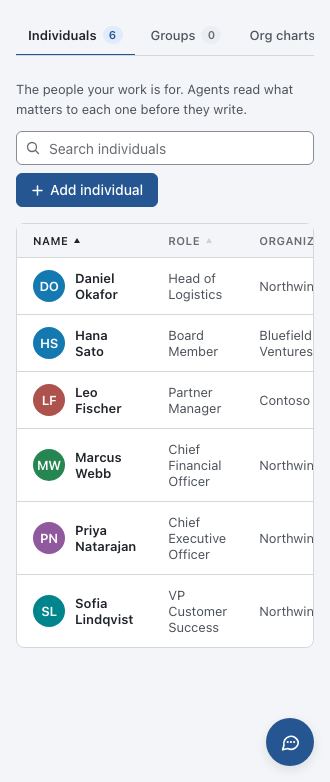 Individuals 6 Groups 0 Org charts
The people your work is for. Agents read what
matters to each one before they write.
Search individuals
+ Add individual
NAME ROLE ORGANIZ
DO Daniel Okafor Head of Logistics Northwin
HS Hana Sato Board Member Bluefield Ventures
LF Leo Fischer Partner Manager Contoso
MW Marcus Webb Chief Financial Officer Northwin
PN Priya Natarajan Chief Executive Officer Northwin
SL Sofia Lindqvist VP Customer Success Northwin